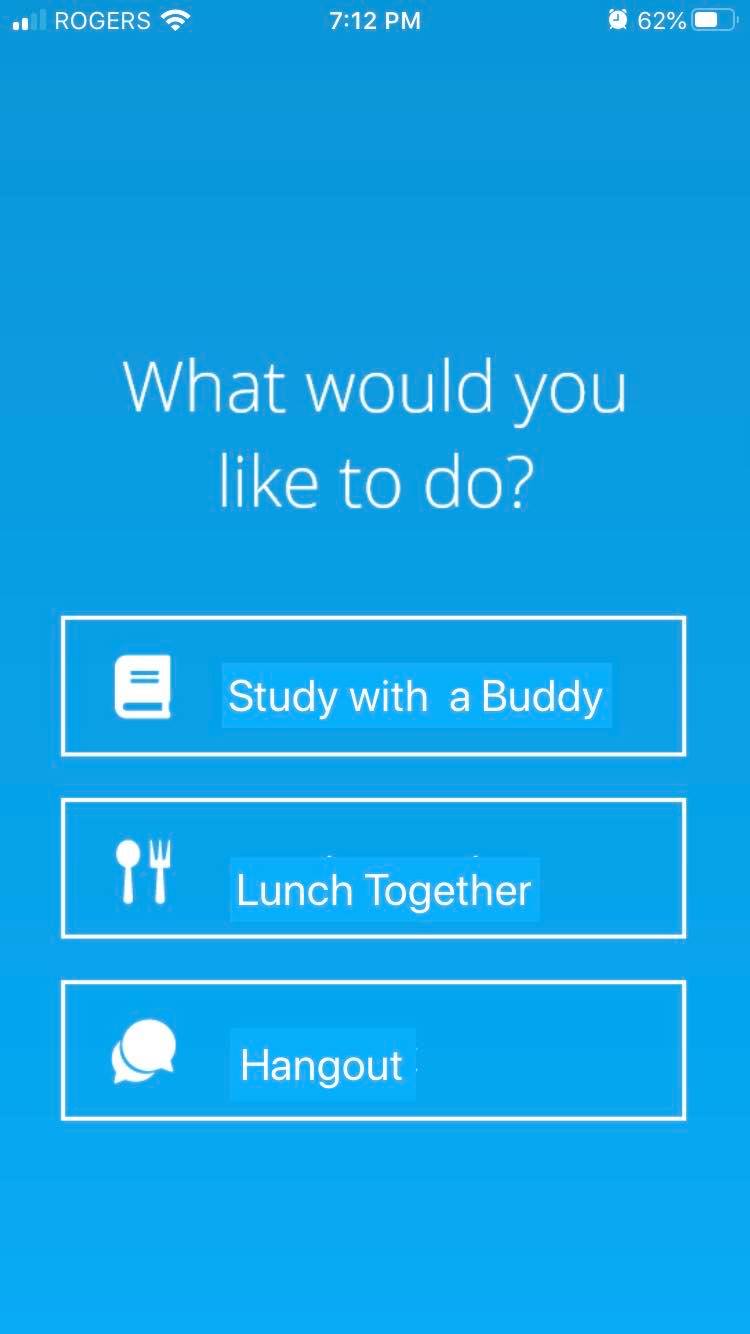 ROGERS 7:12 PM 62%
What would you
like to do?
Study with a Buddy
Lunch Together
Hangout